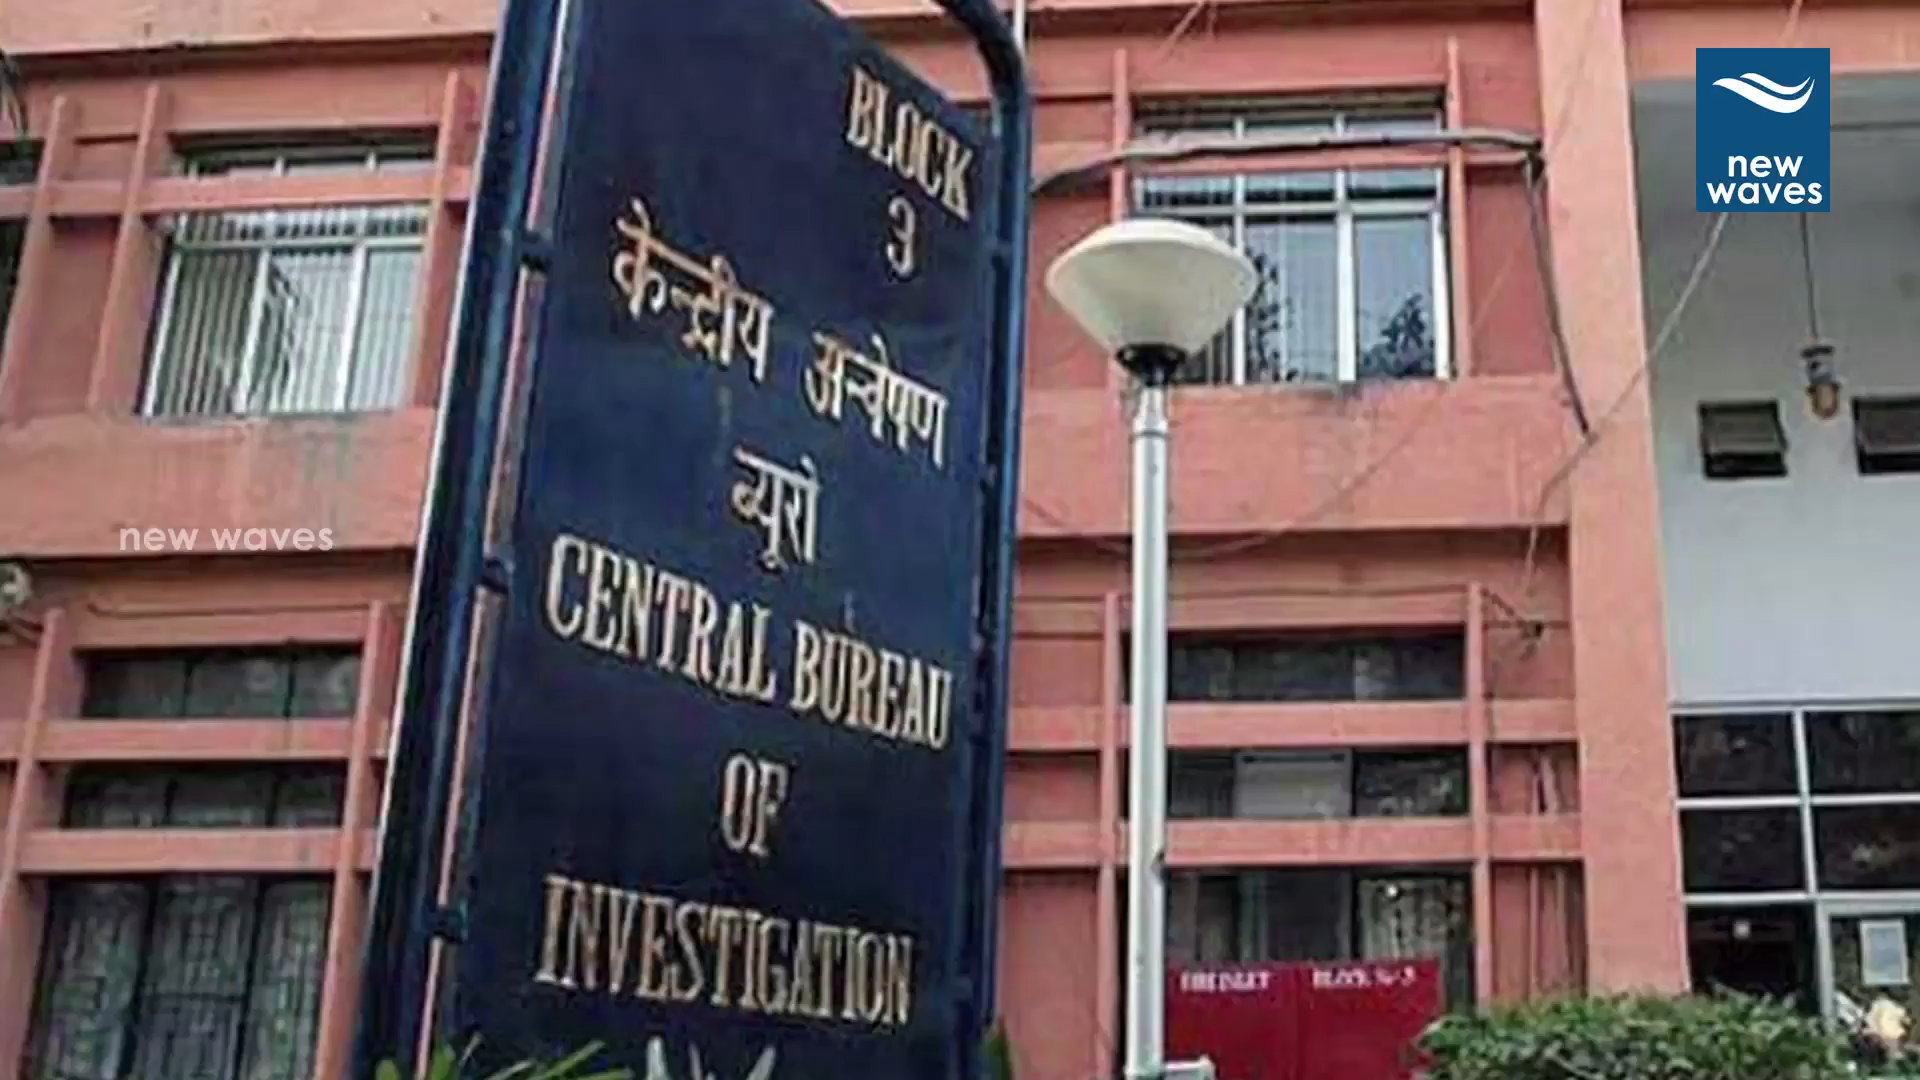 BLOCK
3
केन्द्रीय अन्वेषण
ब्यूरो
CENTRAL BUREAU
OF
INVESTIGATION
new
waves
new waves